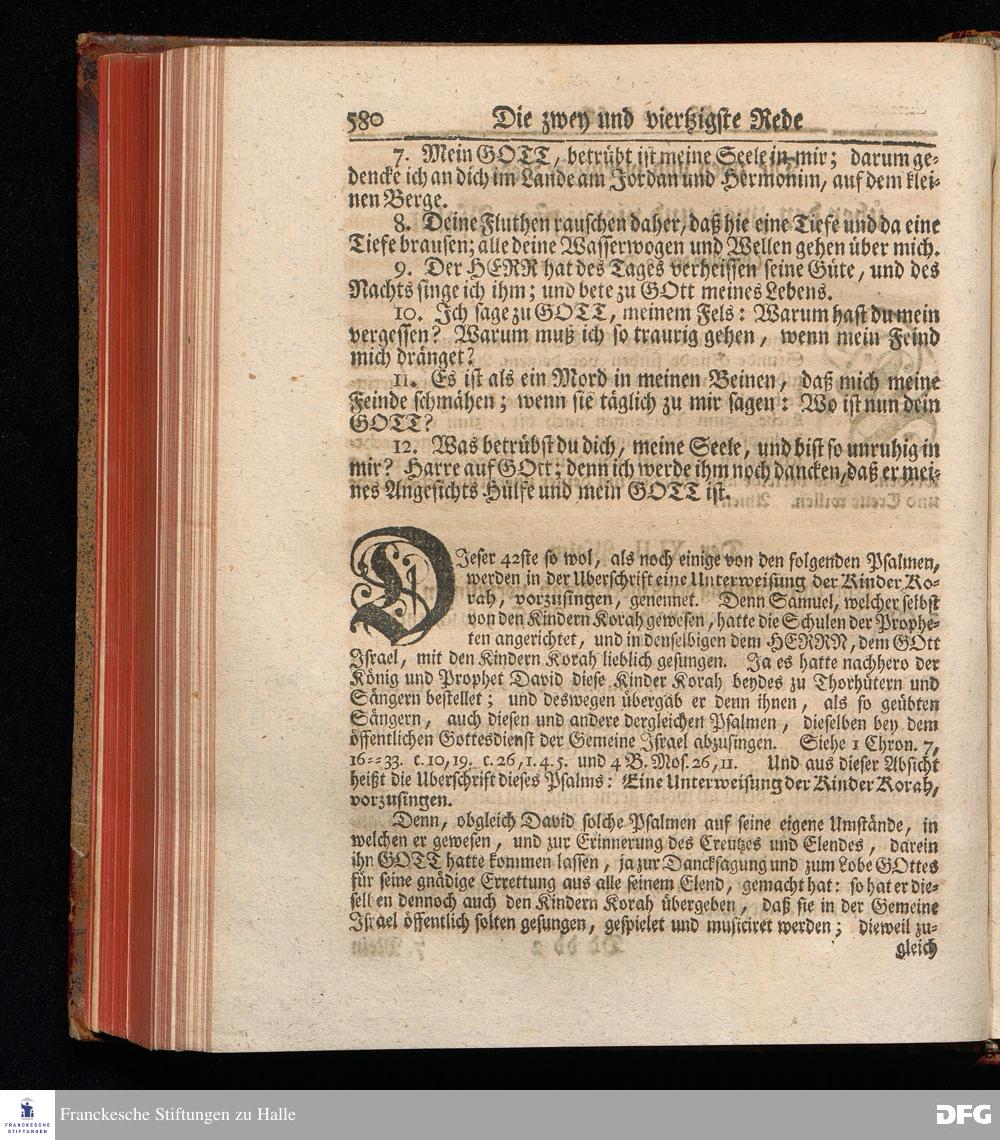 580 Die zwey und viertzigste Rede
7. Mein GOTT, betrübt ist meine Seele in mir; darum ge-
dencke ich an dich im Lande am Jordan und Hermonim, auf dem klei-
nen Berge.
8. Deine Fluthen rauschen daher, daß hie eine Tiefe und da eine
Tiefe brausen; alle deine Wasserwogen und Wellen gehen über mich.
9. Der HERR hat des Tages verheissen seine Güte, und des
Nachts singe ich ihm; und bete zu GOtt meines Lebens.
10. Ich sage zu GOTT, meinem Fels: Warum hast du mein
vergessen? Warum muß ich so traurig gehen, wenn mein Feind
mich dränget?
11. Es ist als ein Mord in meinen Beinen, daß mich meine
Feinde schmähen; wenn sie täglich zu mir sagen: Wo ist nun dein
GOTT?
12. Was betrübst du dich, meine Seele, und bist so unruhig in
mir? Harre auf GOtt; denn ich werde ihm noch dancken, daß er mei-
nes Angesichts Hülfe und mein GOTT ist.
DIeser 42ste so wol, als noch einige von den folgenden Psalmen,
werden in der Uberschrift eine Unterweisung der Kinder Ko-
rah, vorzusingen, genennet. Denn Samuel, welcher selbst
von den Kindern Korah gewesen, hatte die Schulen der Prophe-
ten angerichtet, und in denselbigen dem HERRN, dem GOtt
Israel, mit den Kindern Korah lieblich gesungen. Ja es hatte nachhero der
König und Prophet David diese Kinder Korah beydes zu Thorhütern und
Sängern bestellet; und deswegen übergab er denn ihnen, als so geübten
Sängern, auch diesen und andere dergleichen Psalmen, dieselben bey dem
öffentlichen Gottesdienst der Gemeine Israel abzusingen. Siehe 1 Chron. 7,
16==33. c. 10, 19. c. 26, 1. 4. 5. und 4 B. Mos. 26, 11. Und aus dieser Absicht
heißt die Uberschrift dieses Psalms: Eine Unterweisung der Kinder Korah,
vorzusingen.
Denn, obgleich David solche Psalmen auf seine eigene Umstände, in
welchen er gewesen, und zur Erinnerung des Creutzes und Elendes, darein
ihn GOTT hatte kommen lassen, ja zur Dancksagung und zum Lobe GOttes
für seine gnädige Errettung aus alle seinem Elend, gemacht hat: so hat er die-
selben dennoch auch den Kindern Korah übergeben, daß sie in der Gemeine
Israel öffentlich solten gesungen, gespielet und musiciret werden; dieweil zu-
gleich
FRANCKESCHE
STIFTUNGEN
Franckesche Stiftungen zu Halle
DFG